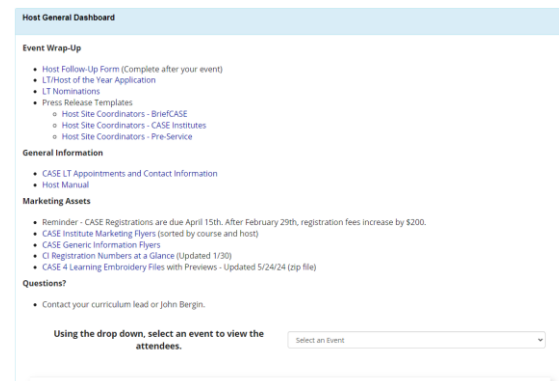 Host General Dashboard
Event Wrap-Up
Host Follow-Up Form (Complete after your event)
LT/Host of the Year Application
LT Nominations
Press Release Templates
Host Site Coordinators - BriefCASE
Host Site Coordinators - CASE Institutes
Host Site Coordinators - Pre-Service
General Information
CASE LT Appointments and Contact Information
Host Manual
Marketing Assets
Reminder - CASE Registrations are due April 15th. After February 29th, registration fees increase by $200.
CASE Institute Marketing Flyers (sorted by course and host)
CASE Generic Information Flyers
CI Registration Numbers at a Glance (Updated 1/30)
CASE 4 Learning Embroidery Files with Previews - Updated 5/24/24 (zip file)
Questions?
Contact your curriculum lead or John Bergin.
Using the drop down, select an event to view the
attendees.
Select an Event